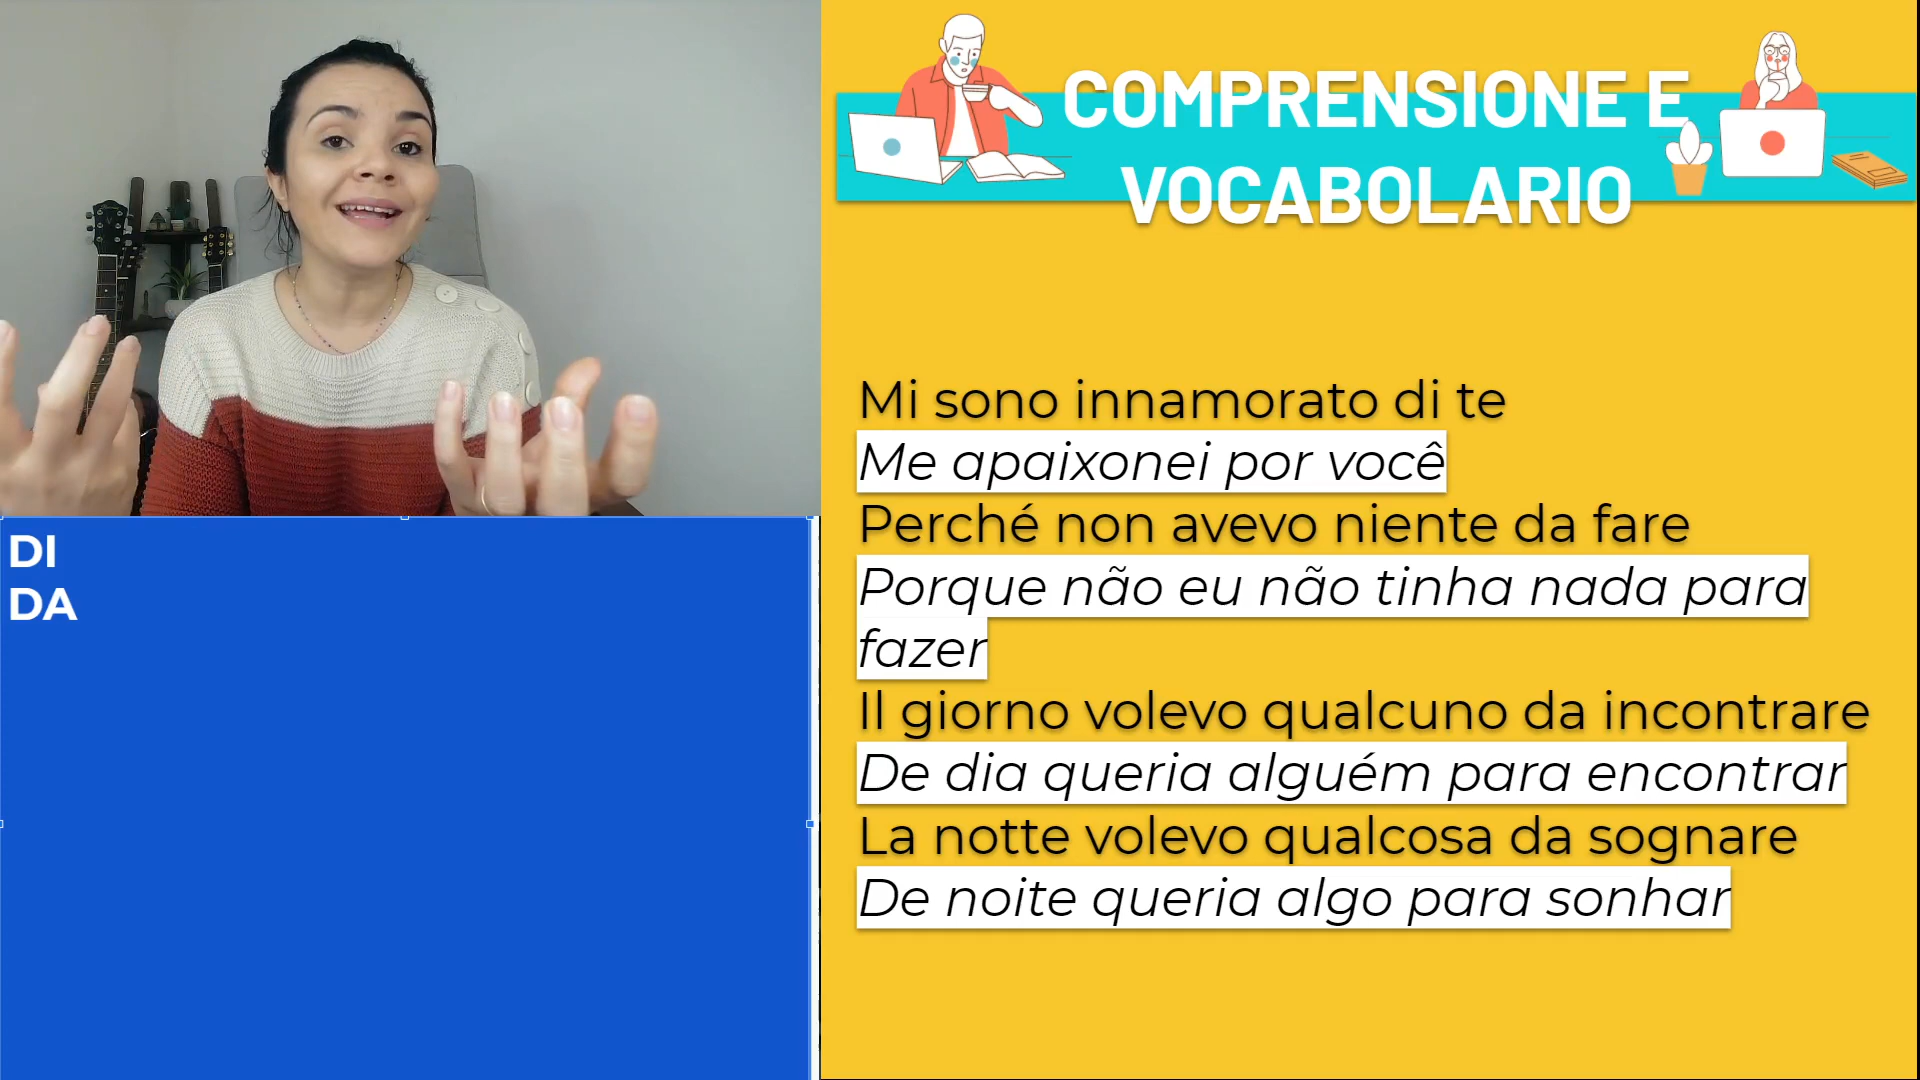 COMPRENSIONE E
VOCABOLARIO
Mi sono innamorato di te
Me apaixonei por você
Perché non avevo niente da fare
Porque não eu não tinha nada para
fazer
Il giorno volevo qualcuno da incontrare
De dia queria alguém para encontrar
La notte volevo qualcosa da sognare
De noite queria algo para sonhar
DI
DA